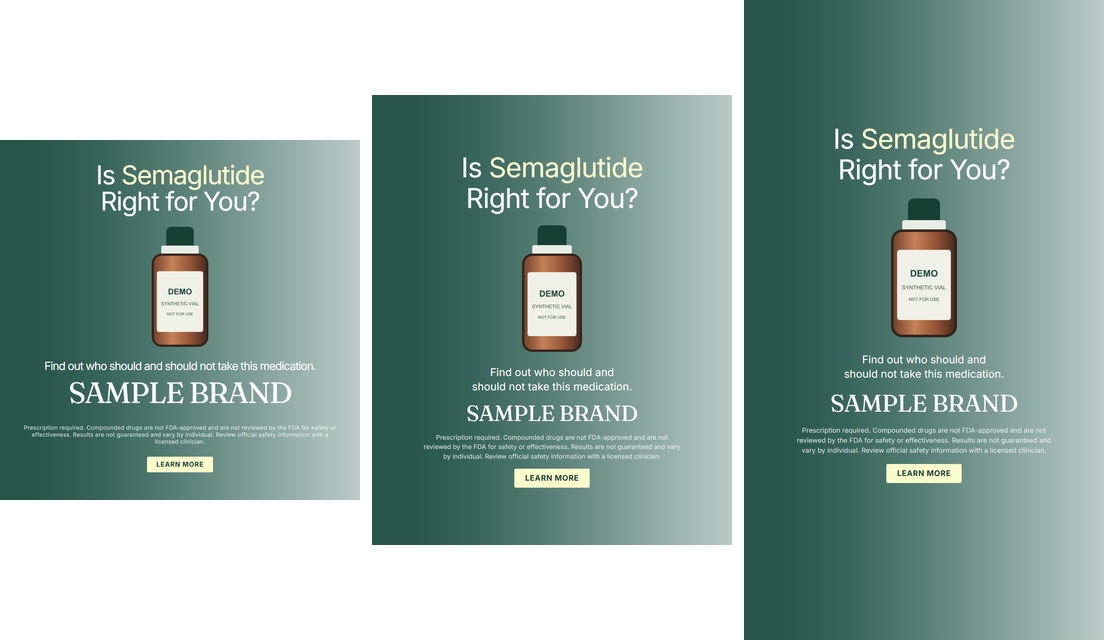 Is Semaglutide
Right for You?
DEMO
SYNTHETIC VIAL
NOT FOR USE
Find out who should and should not take this medication.
SAMPLE BRAND
Prescription required. Compounded drugs are not FDA-approved and are not reviewed by the FDA for safety or
effectiveness. Results are not guaranteed and vary by individual. Review official safety information with a
licensed clinician.
LEARN MORE
Is Semaglutide
Right for You?
DEMO
SYNTHETIC VIAL
NOT FOR USE
Find out who should and
should not take this medication.
SAMPLE BRAND
Prescription required. Compounded drugs are not FDA-approved and are not
reviewed by the FDA for safety or effectiveness. Results are not guaranteed and vary
by individual. Review official safety information with a licensed clinician.
LEARN MORE
Is Semaglutide
Right for You?
DEMO
SYNTHETIC VIAL
NOT FOR USE
Find out who should and
should not take this medication.
SAMPLE BRAND
Prescription required. Compounded drugs are not FDA-approved and are not
reviewed by the FDA for safety or effectiveness. Results are not guaranteed and
vary by individual. Review official safety information with a licensed clinician.
LEARN MORE